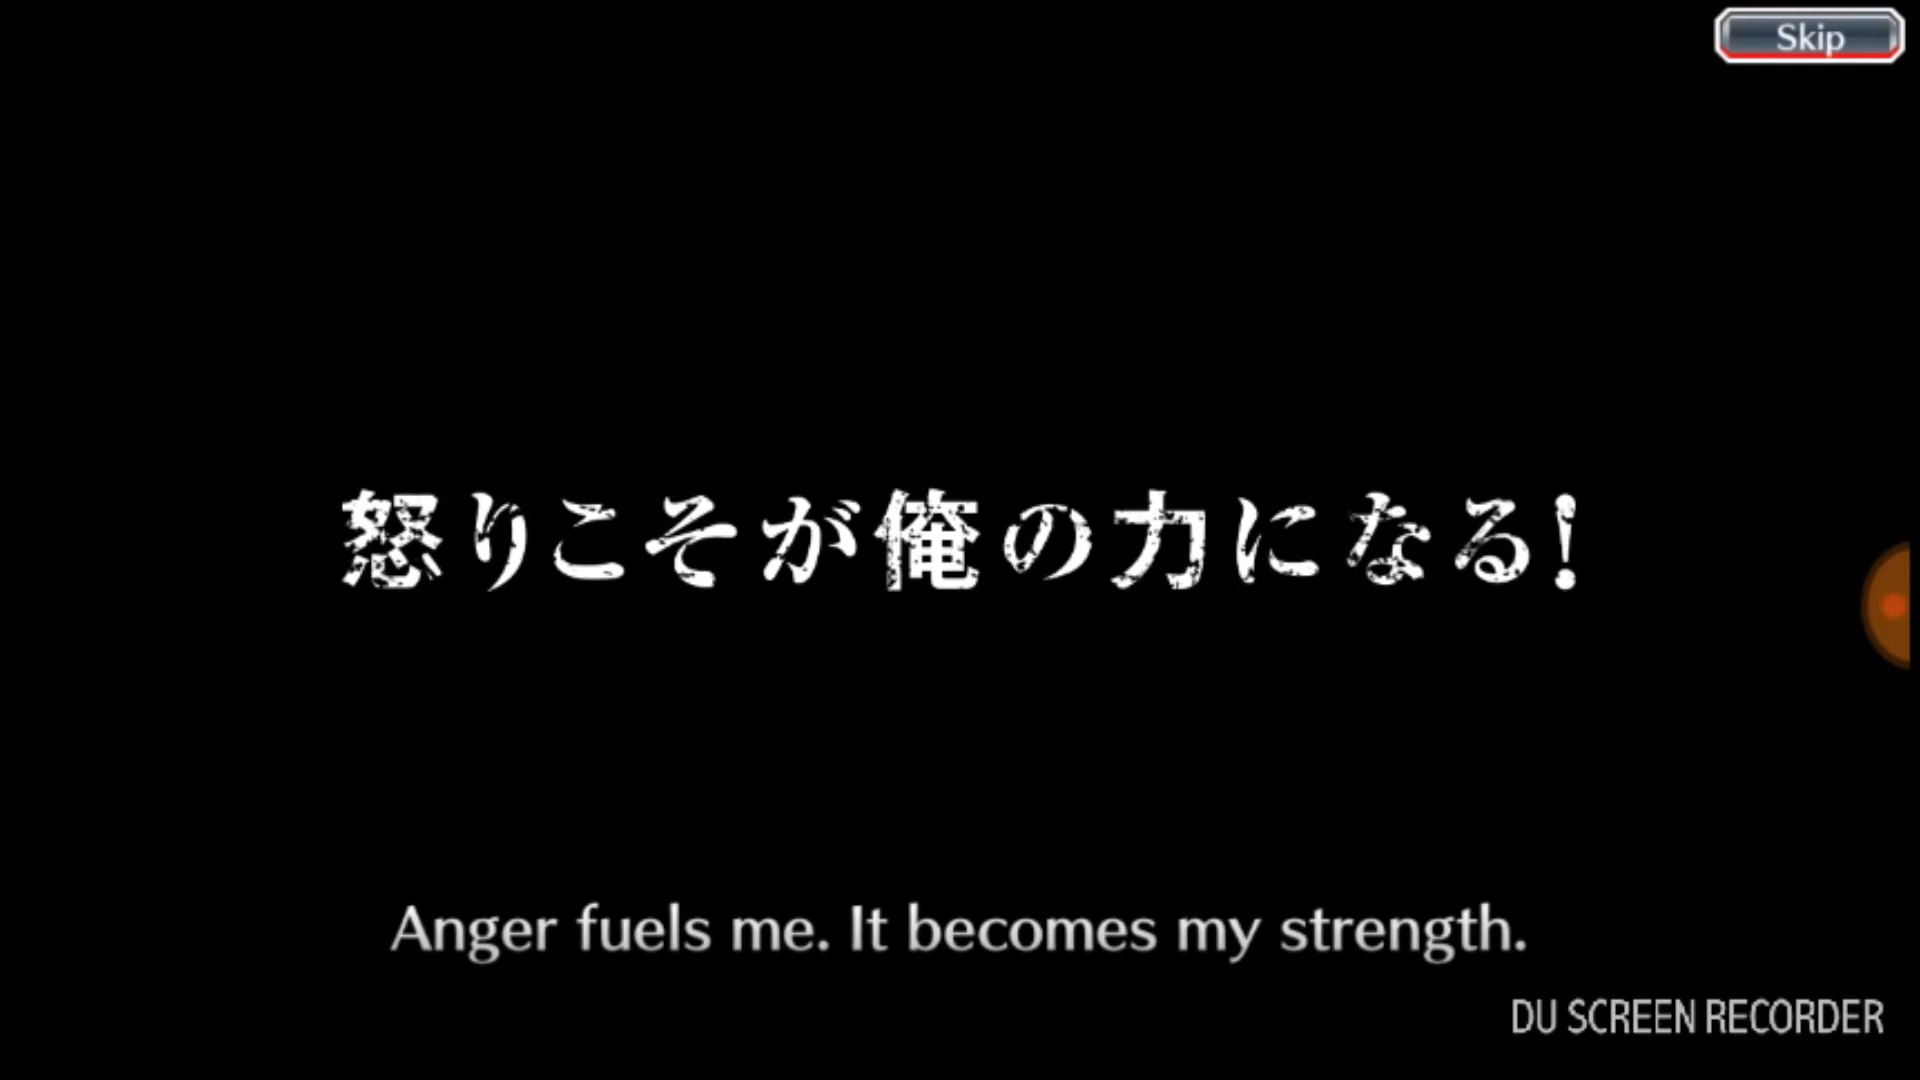 Skip
怒りこそが俺の力になる!
Anger fuels me. It becomes my strength.
DU SCREEN RECORDER